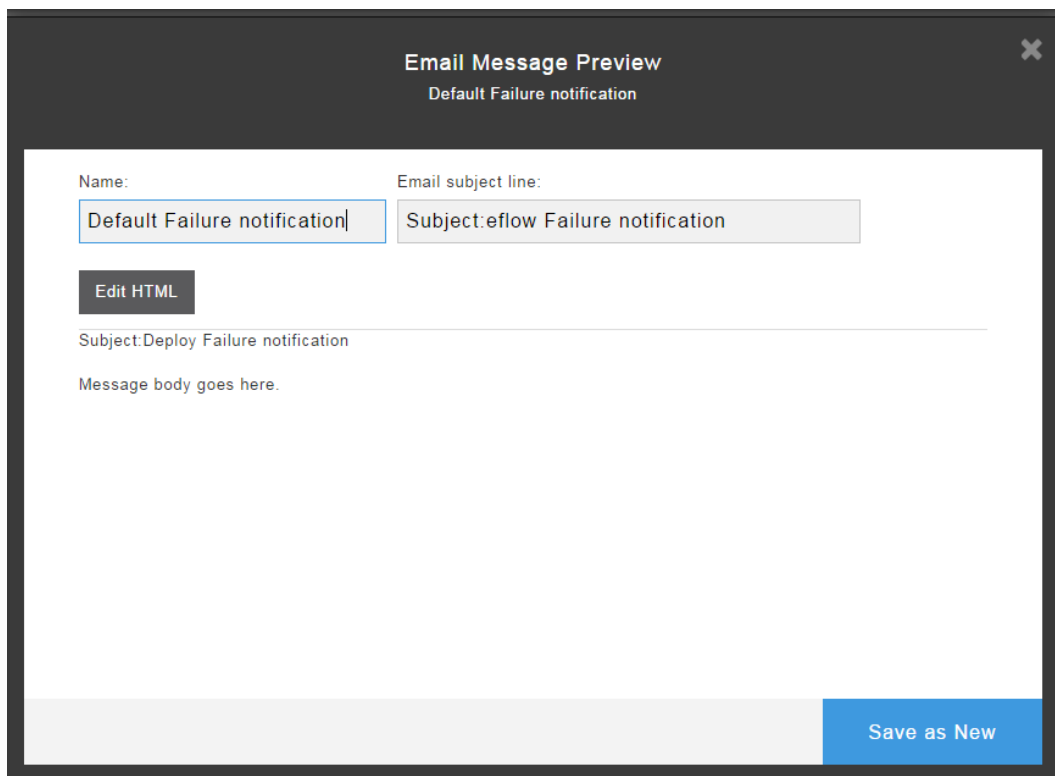 Email Message Preview
Default Failure notification
Name:
Email subject line:
Default Failure notification
Subject:eflow Failure notification
Edit HTML
Subject:Deploy Failure notification
Message body goes here.
Save as New